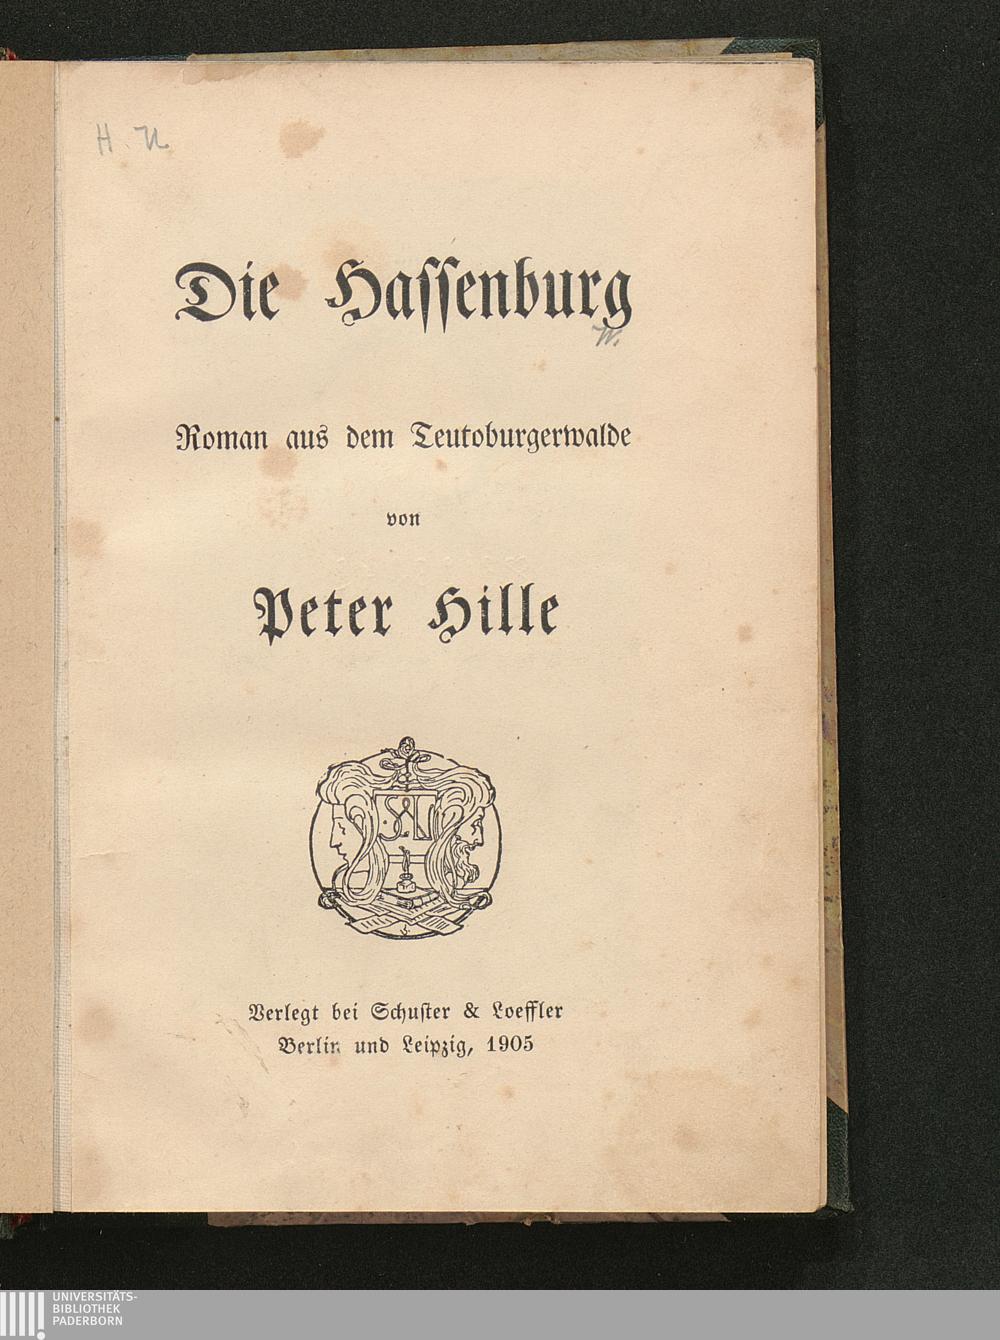 H. N.
Die Hassenburg
Roman aus dem Teutoburgerwalde
von
Peter Hille
Verlegt bei Schuster & Loeffler
Berlin und Leipzig, 1905
UNIVERSITÄTS-
BIBLIOTHEK
PADERBORN